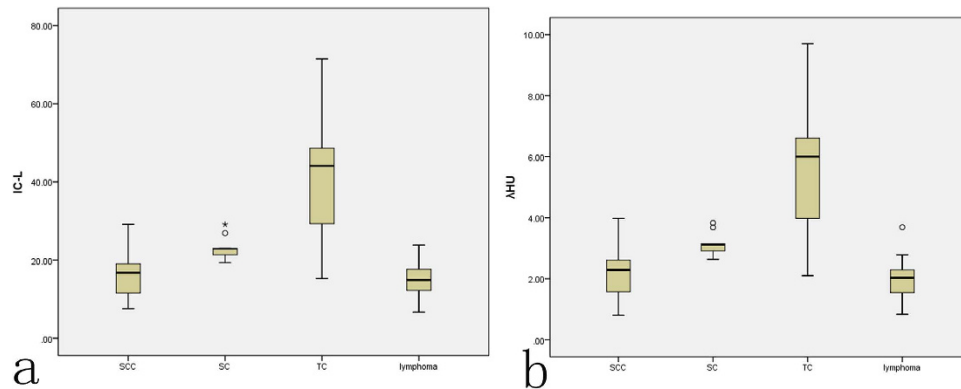 80.00
60.00
40.00
20.00
.00
IC-L
SCC SC TC lymphoma
a
10.00
8.00
6.00
4.00
2.00
.00
λHU
SCC SC TC lymphoma
b